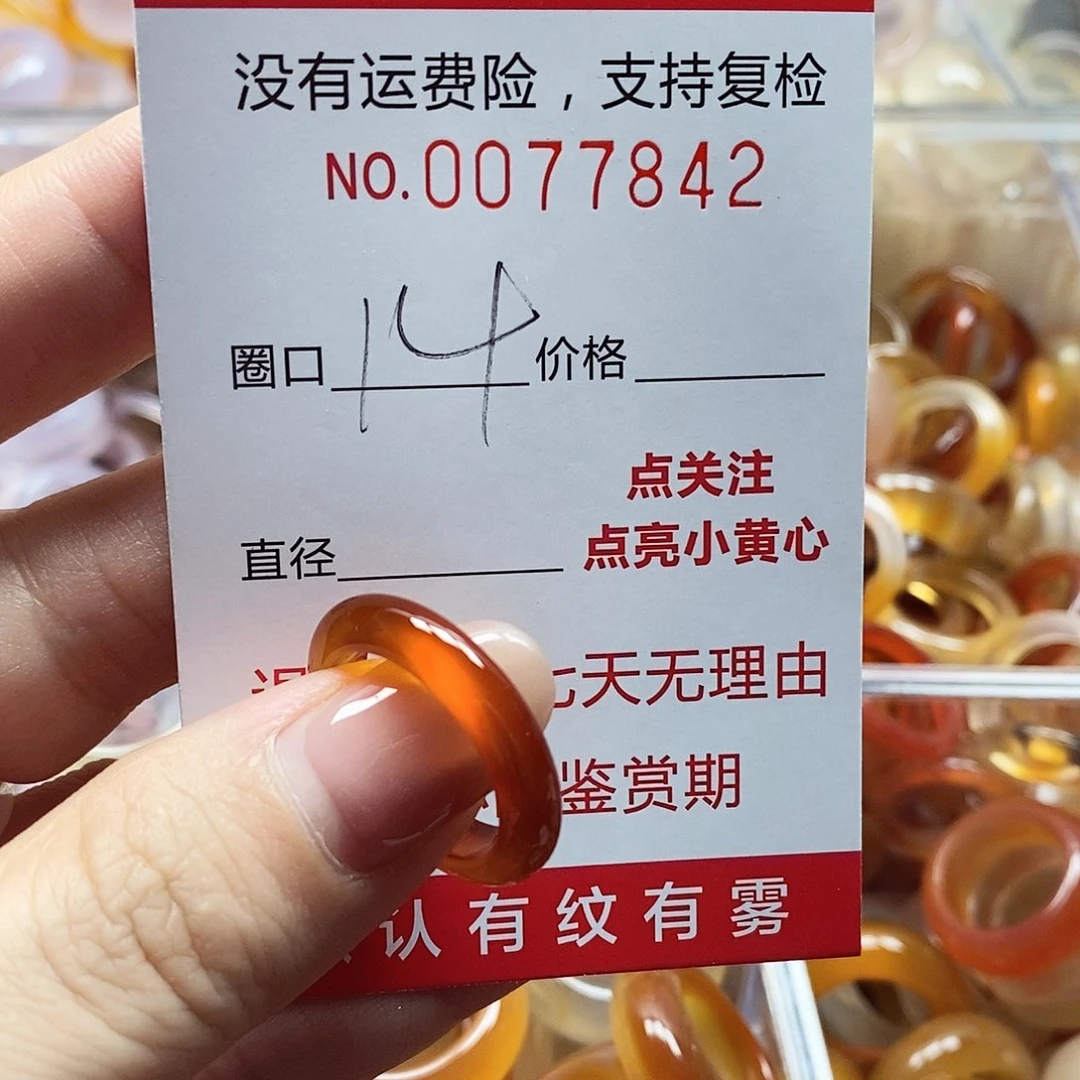 没有运费险，支持复检
NO.0077842
圈口 14 价格
点关注
点亮小黄心
直径
七天无理由
鉴赏期
认有纹有雾